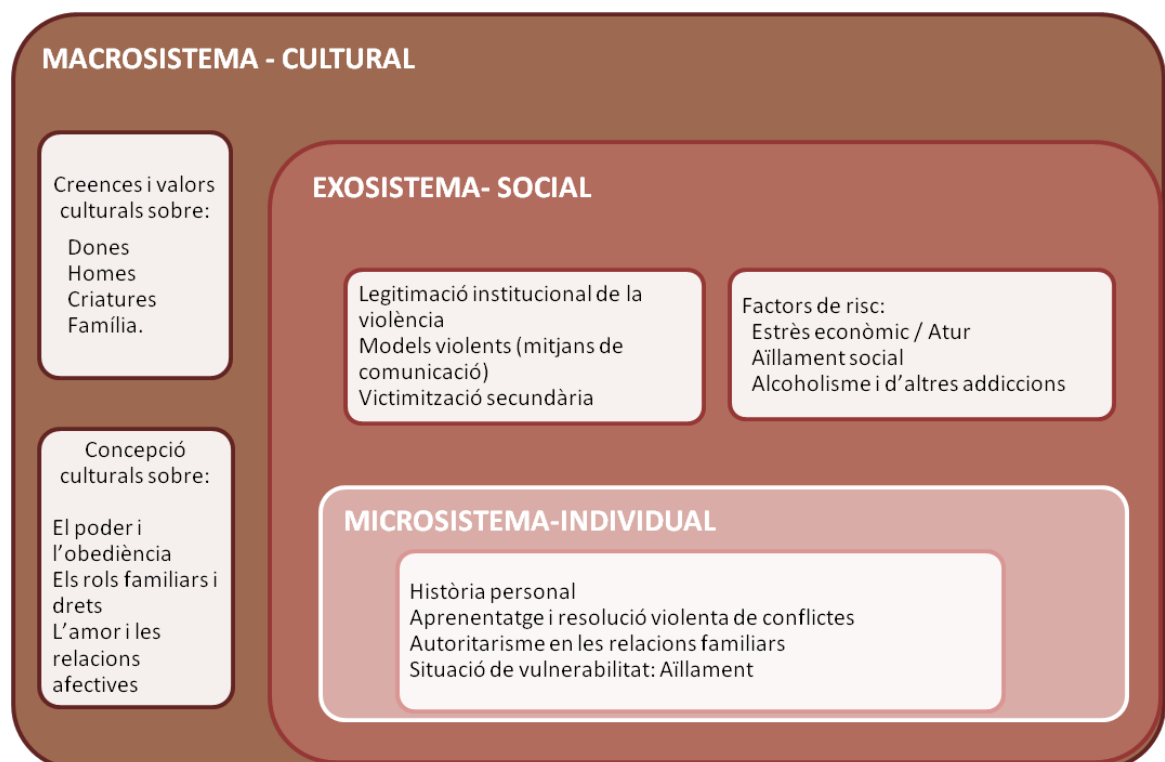 MACROSISTEMA - CULTURAL
Creences i valors
culturals sobre:
Dones
Homes
Criatures
Família.
Concepció
culturals sobre:
El poder i
l’obediència
Els rols familiars i
drets
L’amor i les
relacions
afectives
EXOSISTEMA- SOCIAL
Legitimació institucional de la
violència
Models violents (mitjans de
comunicació)
Victimització secundària
Factors de risc:
Estrès econòmic / Atur
Aïllament social
Alcoholisme i d’altres addiccions
MICROSISTEMA-INDIVIDUAL
Història personal
Aprenentatge i resolució violenta de conflictes
Autoritarisme en les relacions familiars
Situació de vulnerabilitat: Aïllament